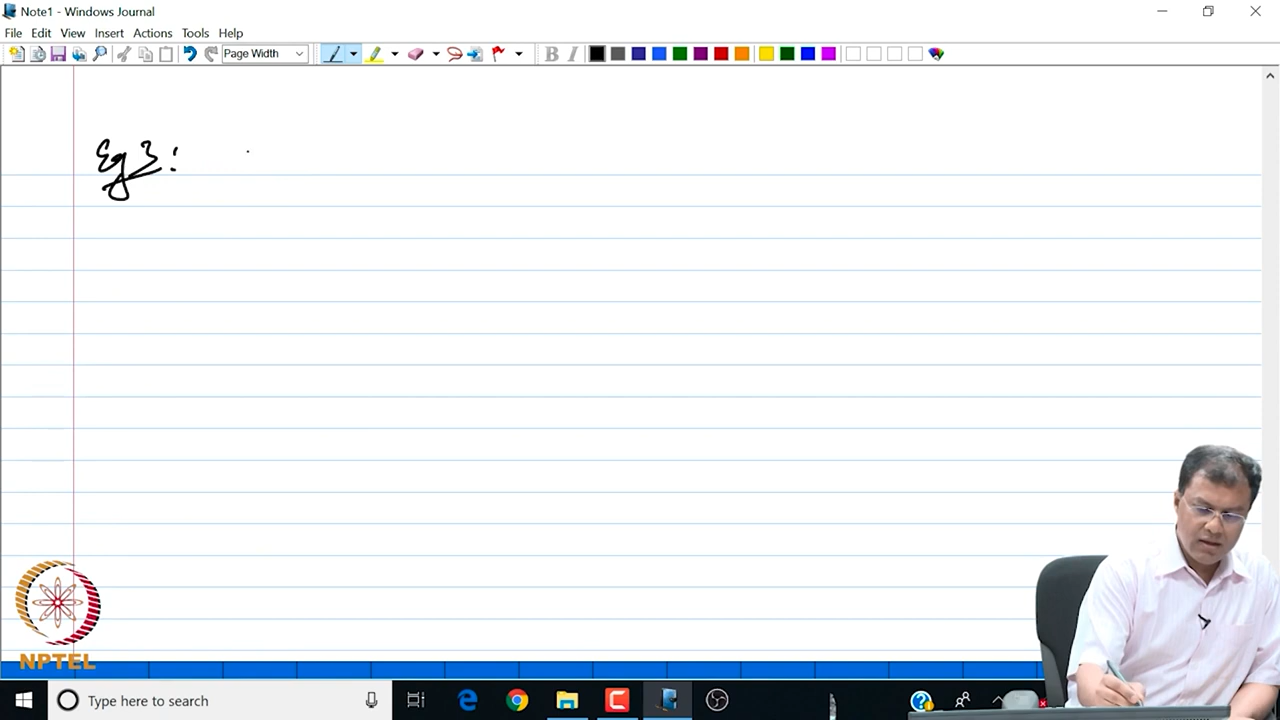 Note1 - Windows Journal
File Edit View Insert Actions Tools Help
Page Width B I
Eg 3:
NPTEL
Type here to search